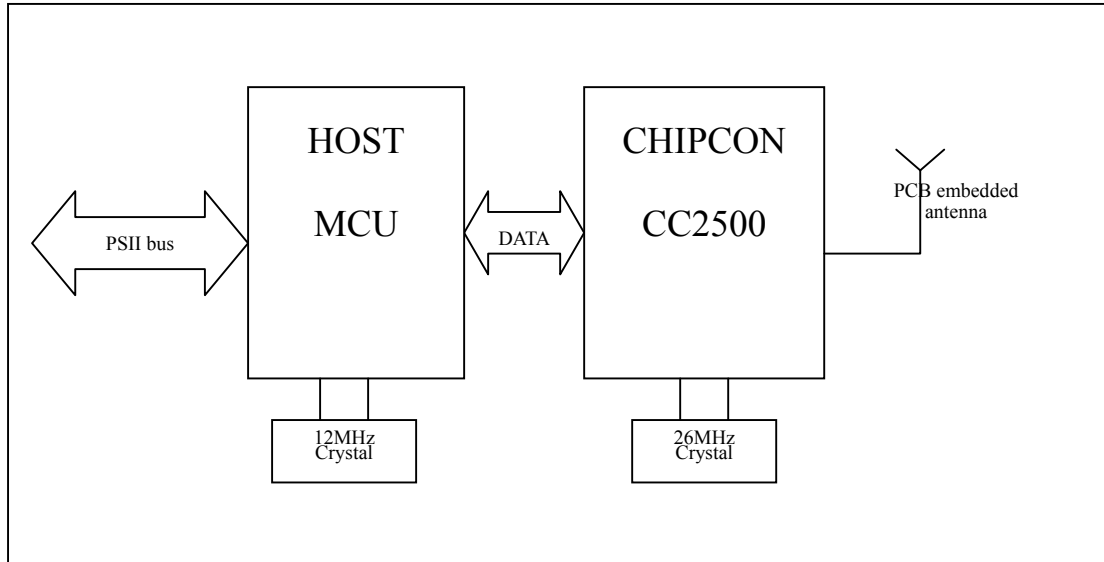 HOST
MCU
CHIPCON
CC2500
PCB embedded
antenna
PSII bus
DATA
12MHz
Crystal
26MHz
Crystal